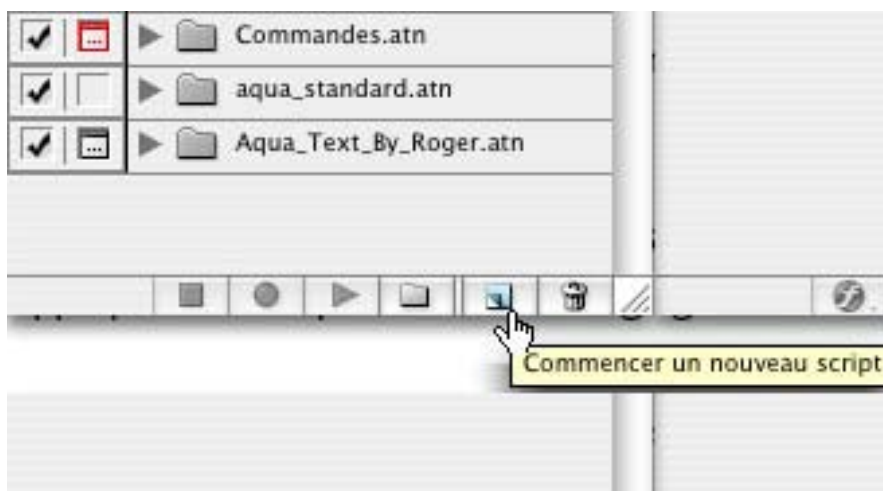 Commandes.atn
aqua_standard.atn
Aqua_Text_By_Roger.atn
Commencer un nouveau script